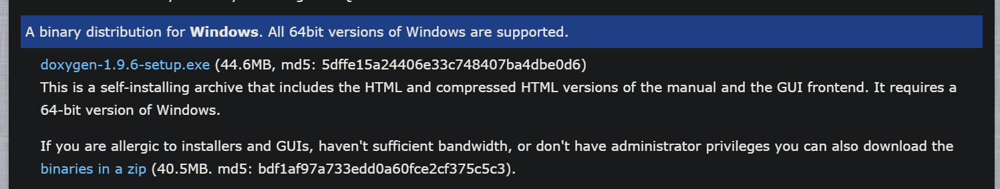 A binary distribution for Windows. All 64bit versions of Windows are supported.
doxygen-1.9.6-setup.exe (44.6MB, md5: 5dffe15a24406e33c748407ba4dbe0d6)
This is a self-installing archive that includes the HTML and compressed HTML versions of the manual and the GUI frontend. It requires a
64-bit version of Windows.
If you are allergic to installers and GUIs, haven't sufficient bandwidth, or don't have administrator privileges you can also download the
binaries in a zip (40.5MB. md5: bdf1af97a733edd0a60fce2cf375c5c3).